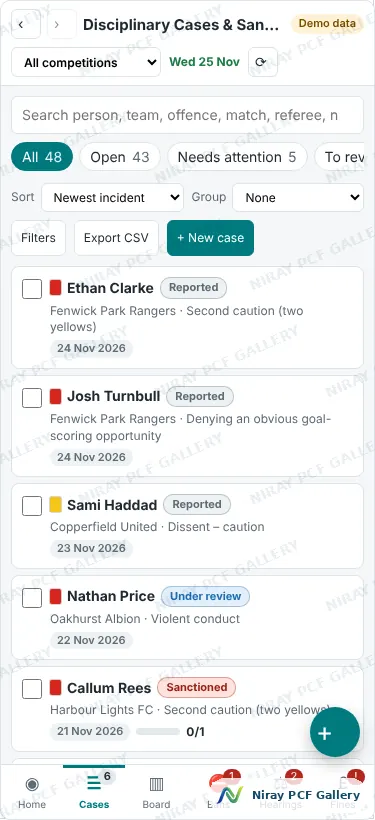 Disciplinary Cases & San...
Demo data
All competitions
Wed 25 Nov
Search person, team, offence, match, referee, n
All 48
Open 43
Needs attention 5
To rev
Sort
Newest incident
Group
None
Filters
Export CSV
+ New case
Ethan Clarke
Reported
Fenwick Park Rangers · Second caution (two
yellows)
24 Nov 2026
Josh Turnbull
Reported
Fenwick Park Rangers · Denying an obvious goal-
scoring opportunity
24 Nov 2026
Sami Haddad
Reported
Copperfield United · Dissent – caution
23 Nov 2026
Nathan Price
Under review
Oakhurst Albion · Violent conduct
22 Nov 2026
Callum Rees
Sanctioned
Harbour Lights FC · Second caution (two yellows)
21 Nov 2026
0/1
+
6
1
2
!
Home
Cases
Board
Hearings
Fines
Niray PCF Gallery
NIRAY PCF GALLERY